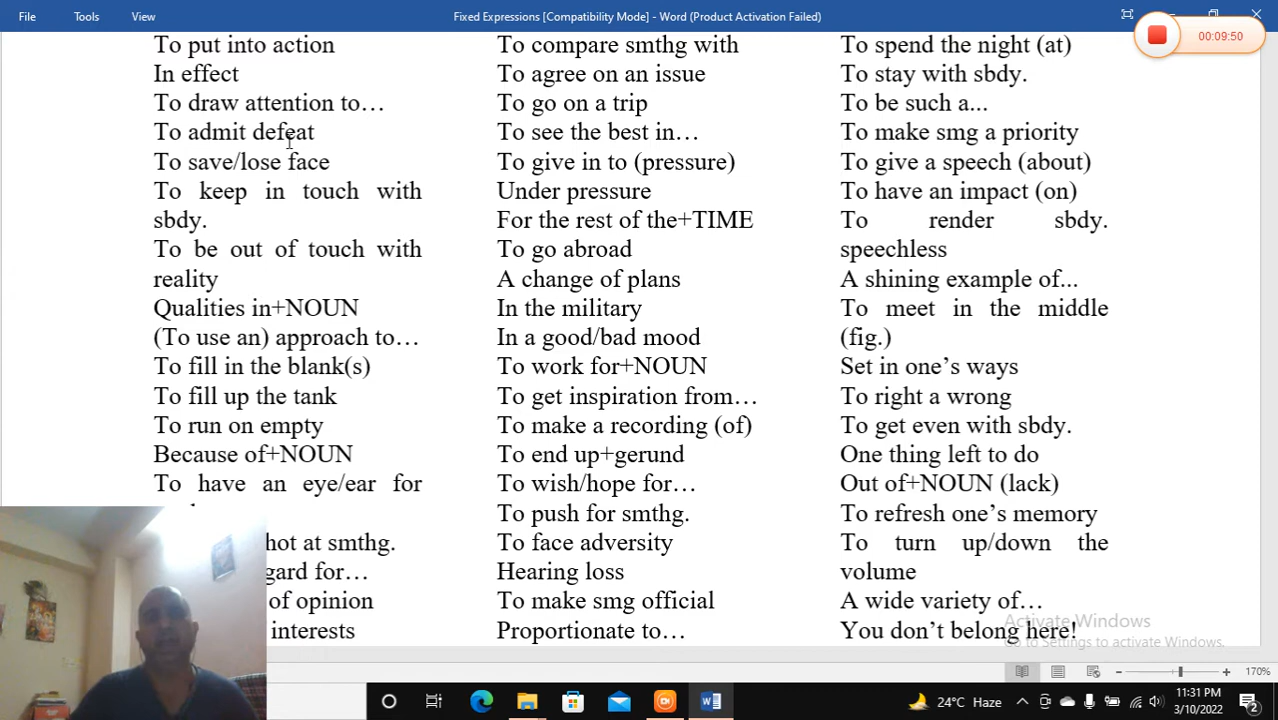 File Tools View Fixed Expressions [Compatibility Mode] - Word (Product Activation Failed)
00:09:50
To put into action
In effect
To draw attention to…
To admit defeat
To save/lose face
To keep in touch with
sbdy.
To be out of touch with
reality
Qualities in+NOUN
(To use an) approach to…
To fill in the blank(s)
To fill up the tank
To run on empty
Because of+NOUN
To have an eye/ear for
hot at smthg.
gard for…
of opinion
interests
To compare smthg with
To agree on an issue
To go on a trip
To see the best in…
To give in to (pressure)
Under pressure
For the rest of the+TIME
To go abroad
A change of plans
In the military
In a good/bad mood
To work for+NOUN
To get inspiration from…
To make a recording (of)
To end up+gerund
To wish/hope for…
To push for smthg.
To face adversity
Hearing loss
To make smg official
Proportionate to…
To spend the night (at)
To stay with sbdy.
To be such a...
To make smg a priority
To give a speech (about)
To have an impact (on)
To render sbdy.
speechless
A shining example of...
To meet in the middle
(fig.)
Set in one’s ways
To right a wrong
To get even with sbdy.
One thing left to do
Out of+NOUN (lack)
To refresh one’s memory
To turn up/down the
volume
A wide variety of…
You don’t belong here!
Activate Windows
Go to Settings to activate Windows.
170%
24°C Haze
11:31 PM
3/10/2022
2